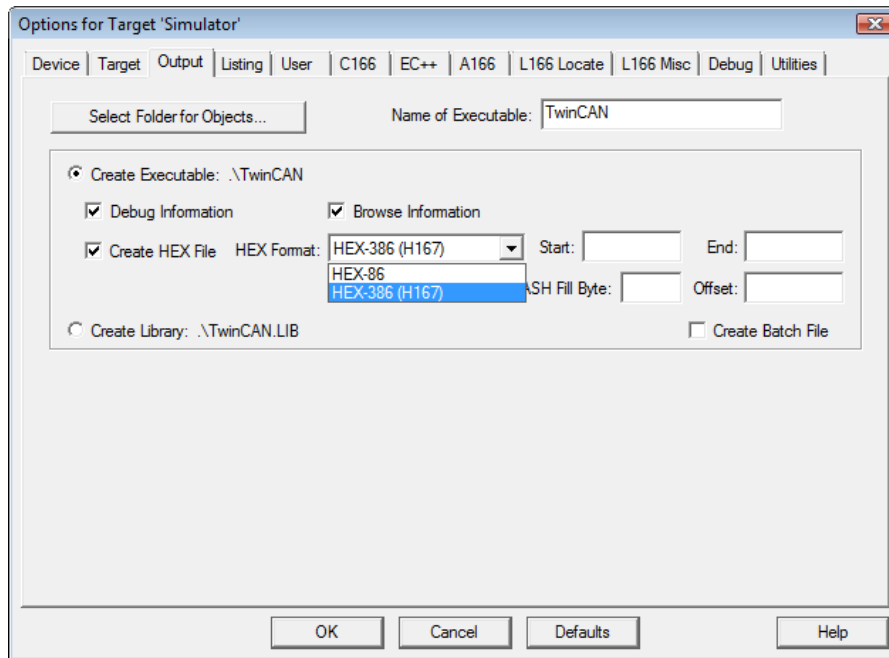 Options for Target 'Simulator'
Device Target Output Listing User C166 EC++ A166 L166 Locate L166 Misc Debug Utilities
Select Folder for Objects... Name of Executable: TwinCAN
Create Executable: .\TwinCAN
Debug Information Browse Information
Create HEX File HEX Format: HEX-386 (H167) Start: End:
HEX-86
HEX-386 (H167) ASH Fill Byte: Offset:
Create Library: .\TwinCAN.LIB Create Batch File
OK Cancel Defaults Help